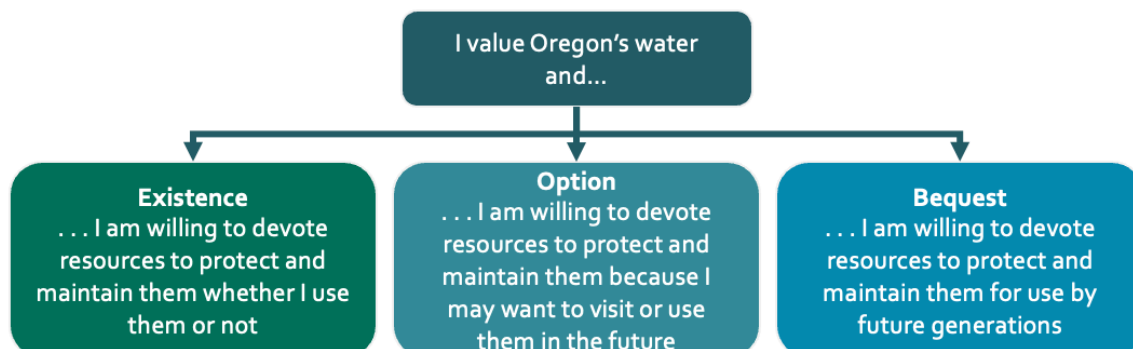 I value Oregon's water
and...
Existence
. . . I am willing to devote
resources to protect and
maintain them whether I use
them or not
Option
. . . I am willing to devote
resources to protect and
maintain them because I
may want to visit or use
them in the future
Bequest
. . . I am willing to devote
resources to protect and
maintain them for use by
future generations